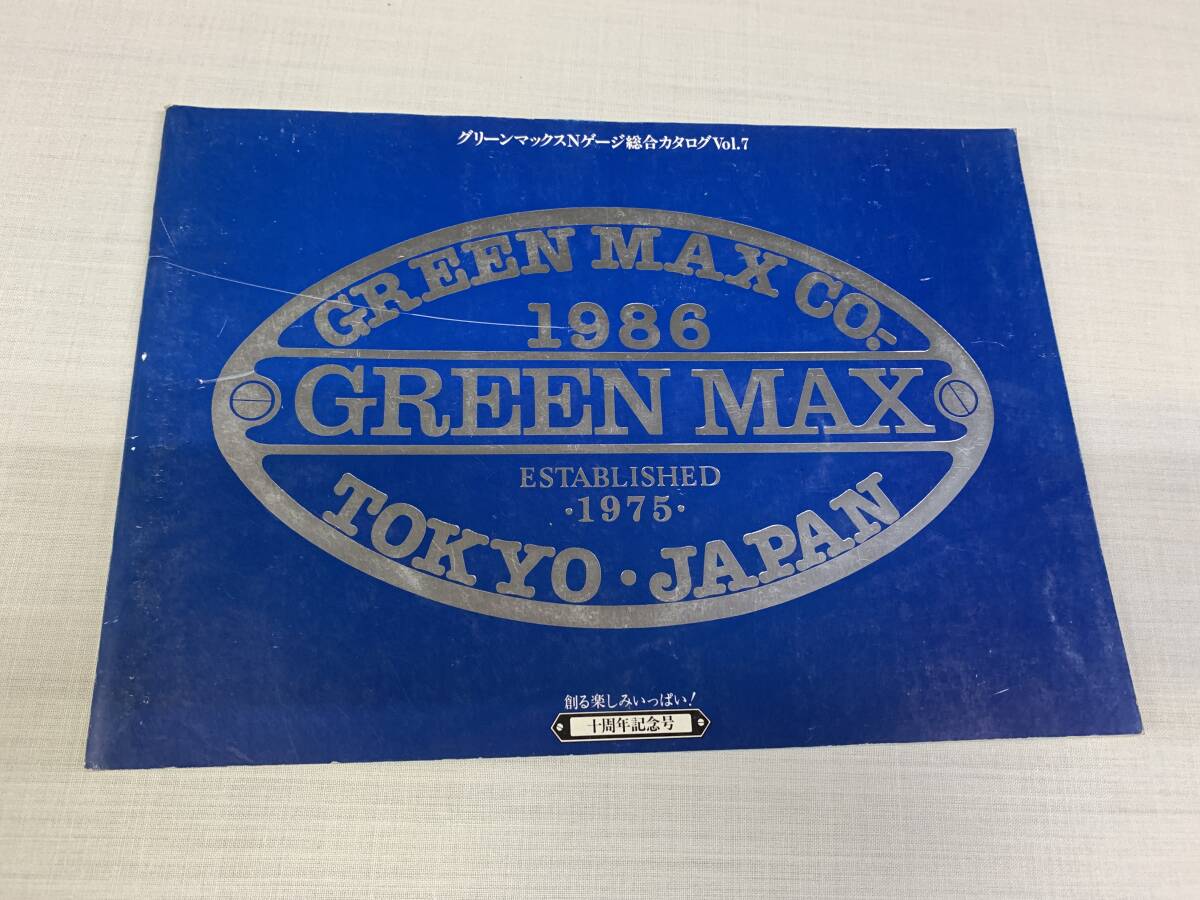 グリーンマックスNゲージ総合カタログVol.7
GREEN MAX CO.
1986
GREEN MAX
ESTABLISHED
・1975・
TOKYO・JAPAN
創る楽しみいっぱい!
十周年記念号